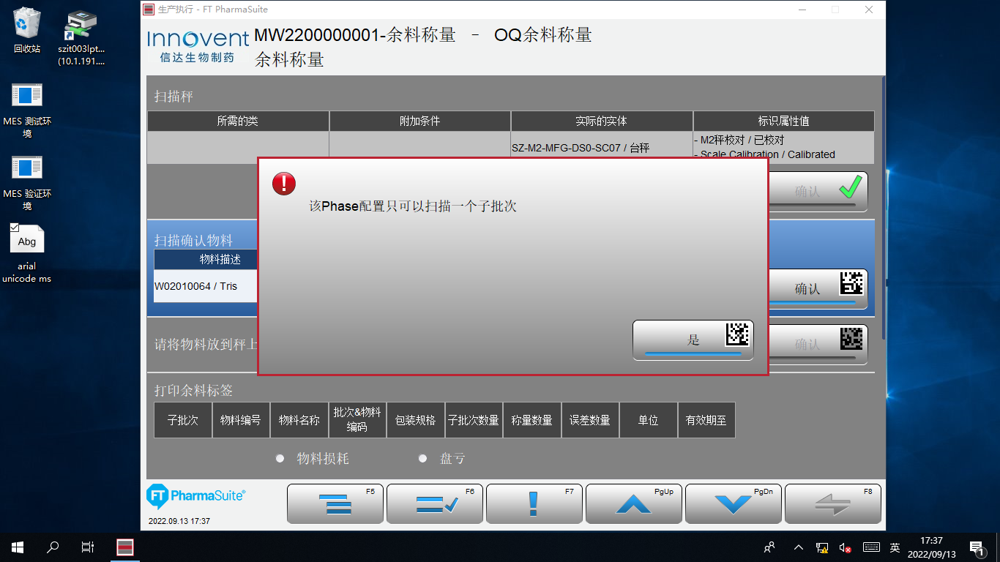 回收站
szit003lpt...
(10.1.191....
MES 测试环
境
MES 验证环
境
Abg
arial
unicode ms
生产执行 - FT PharmaSuite
Innovent
信达生物制药
MW2200000001-余料称量 - OQ余料称量
余料称量
扫描秤
所需的类
附加条件
实际的实体
标识属性值
SZ-M2-MFG-DS0-SC07 / 台秤
- M2秤校对 / 已校对
- Scale Calibration / Calibrated
确认
该Phase配置只可以扫描一个子批次
是
扫描确认物料
物料描述
W02010064 / Tris
确认
请将物料放到秤上
确认
打印余料标签
子批次
物料编号
物料名称
批次&物料
编码
包装规格
子批次数量
称量数量
误差数量
单位
有效期至
物料损耗
盘亏
FT PharmaSuite®
2022.09.13 17:37
F5
F6
F7
PgUp
PgDn
F8
英
17:37
2022/09/13
1